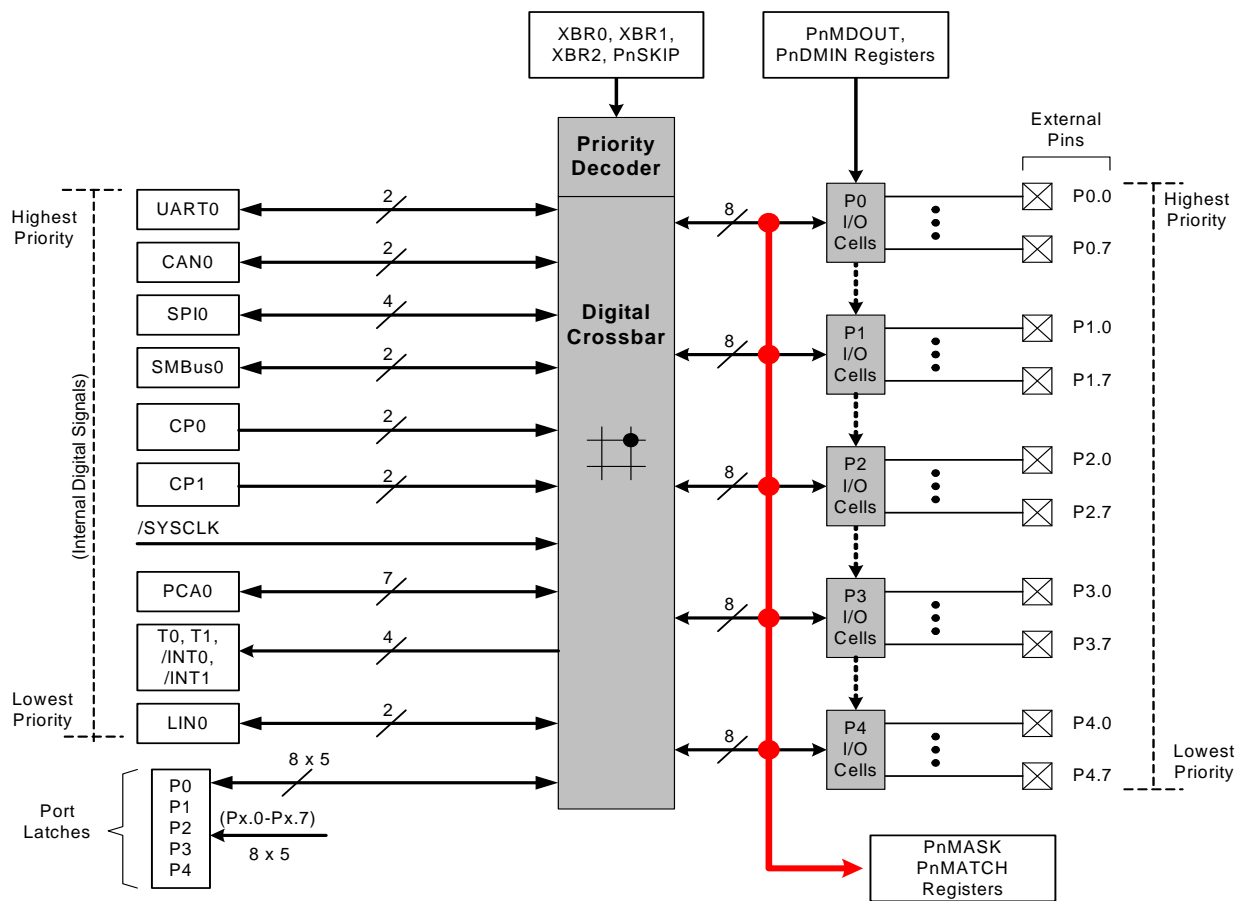 XBR0, XBR1,
XBR2, PnSKIP
PnMDOUT,
PnDMIN Registers
External
Pins
Priority
Decoder
Digital
Crossbar
Highest
Priority
(Internal Digital Signals)
Lowest
Priority
UART0
2
CAN0
2
SPI0
4
SMBus0
2
CP0
2
CP1
2
/SYSCLK
PCA0
7
T0, T1,
/INT0,
/INT1
4
LIN0
2
Port
Latches
P0
P1
P2
P3
P4
8 x 5
(Px.0-Px.7)
8 x 5
8
P0
I/O
Cells
P0.0
P0.7
8
P1
I/O
Cells
P1.0
P1.7
8
P2
I/O
Cells
P2.0
P2.7
8
P3
I/O
Cells
P3.0
P3.7
8
P4
I/O
Cells
P4.0
P4.7
Highest
Priority
Lowest
Priority
PnMASK
PnMATCH
Registers